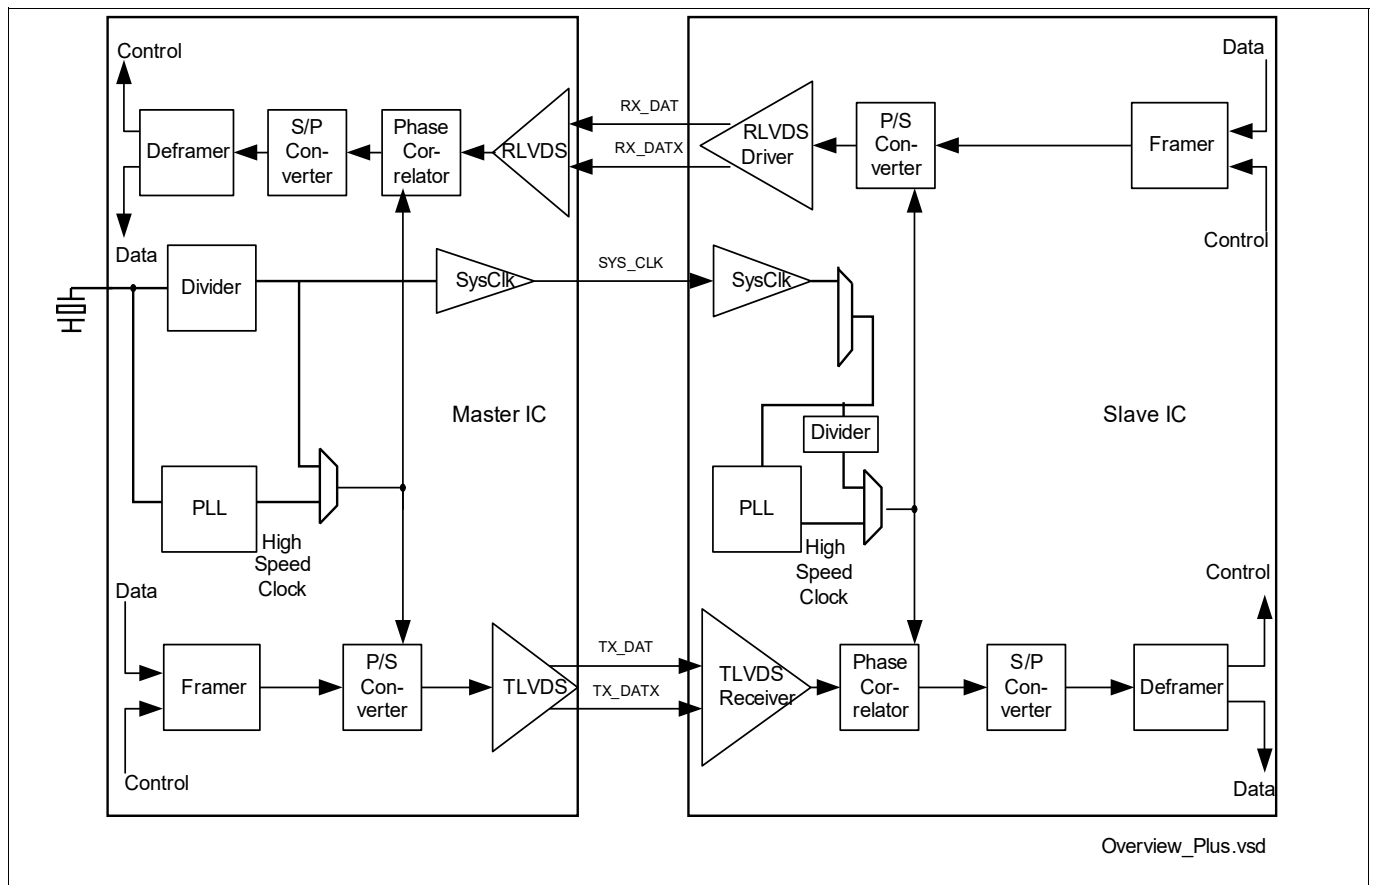 Control
Data
Deframer
S/P
Con-
verter
Phase
Cor-
relator
RLVDS
RX_DAT
RX_DATX
RLVDS
Driver
P/S
Con-
verter
Framer
Control
Data
Divider
SysClk
SYS_CLK
SysClk
Master IC
Slave IC
Divider
PLL
High
Speed
Clock
PLL
High
Speed
Clock
Data
Framer
Control
P/S
Con-
verter
TLVDS
TX_DAT
TX_DATX
TLVDS
Receiver
Phase
Cor-
relator
S/P
Con-
verter
Deframer
Control
Data
Overview_Plus.vsd